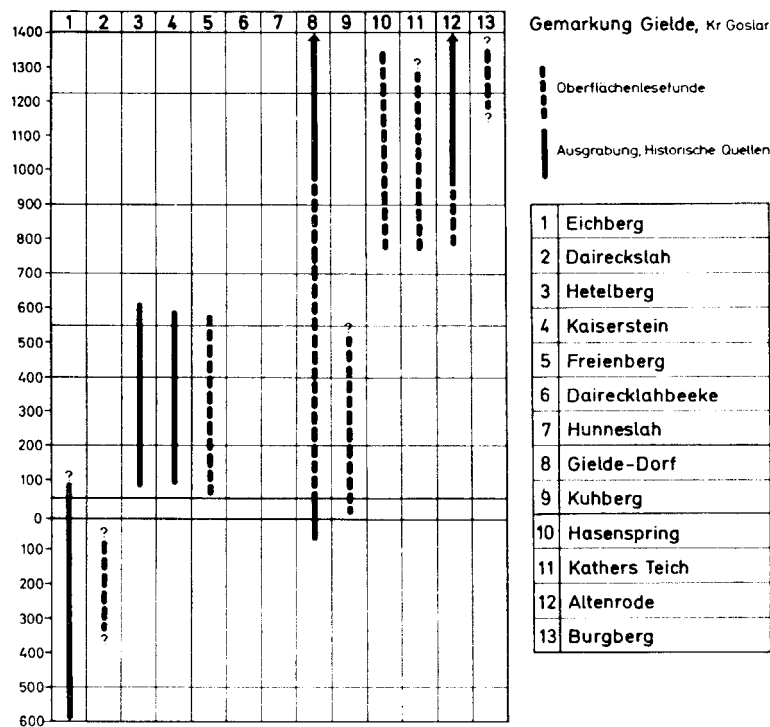 1 2 3 4 5 6 7 8 9 10 11 12 13
1400
1300
1200
1100
1000
900
800
700
600
500
400
300
200
100
0
100
200
300
400
500
600
?
?
?
?
?
?
?
Gemarkung Gielde, Kr Goslar
Oberflächenlesefunde
Ausgrabung, Historische Quellen
1 Eichberg
2 Daireckslah
3 Hetelberg
4 Kaiserstein
5 Freienberg
6 Dairecklahbeeke
7 Hunneslah
8 Gielde-Dorf
9 Kuhberg
10 Hasenspring
11 Kathers Teich
12 Altenrode
13 Burgberg